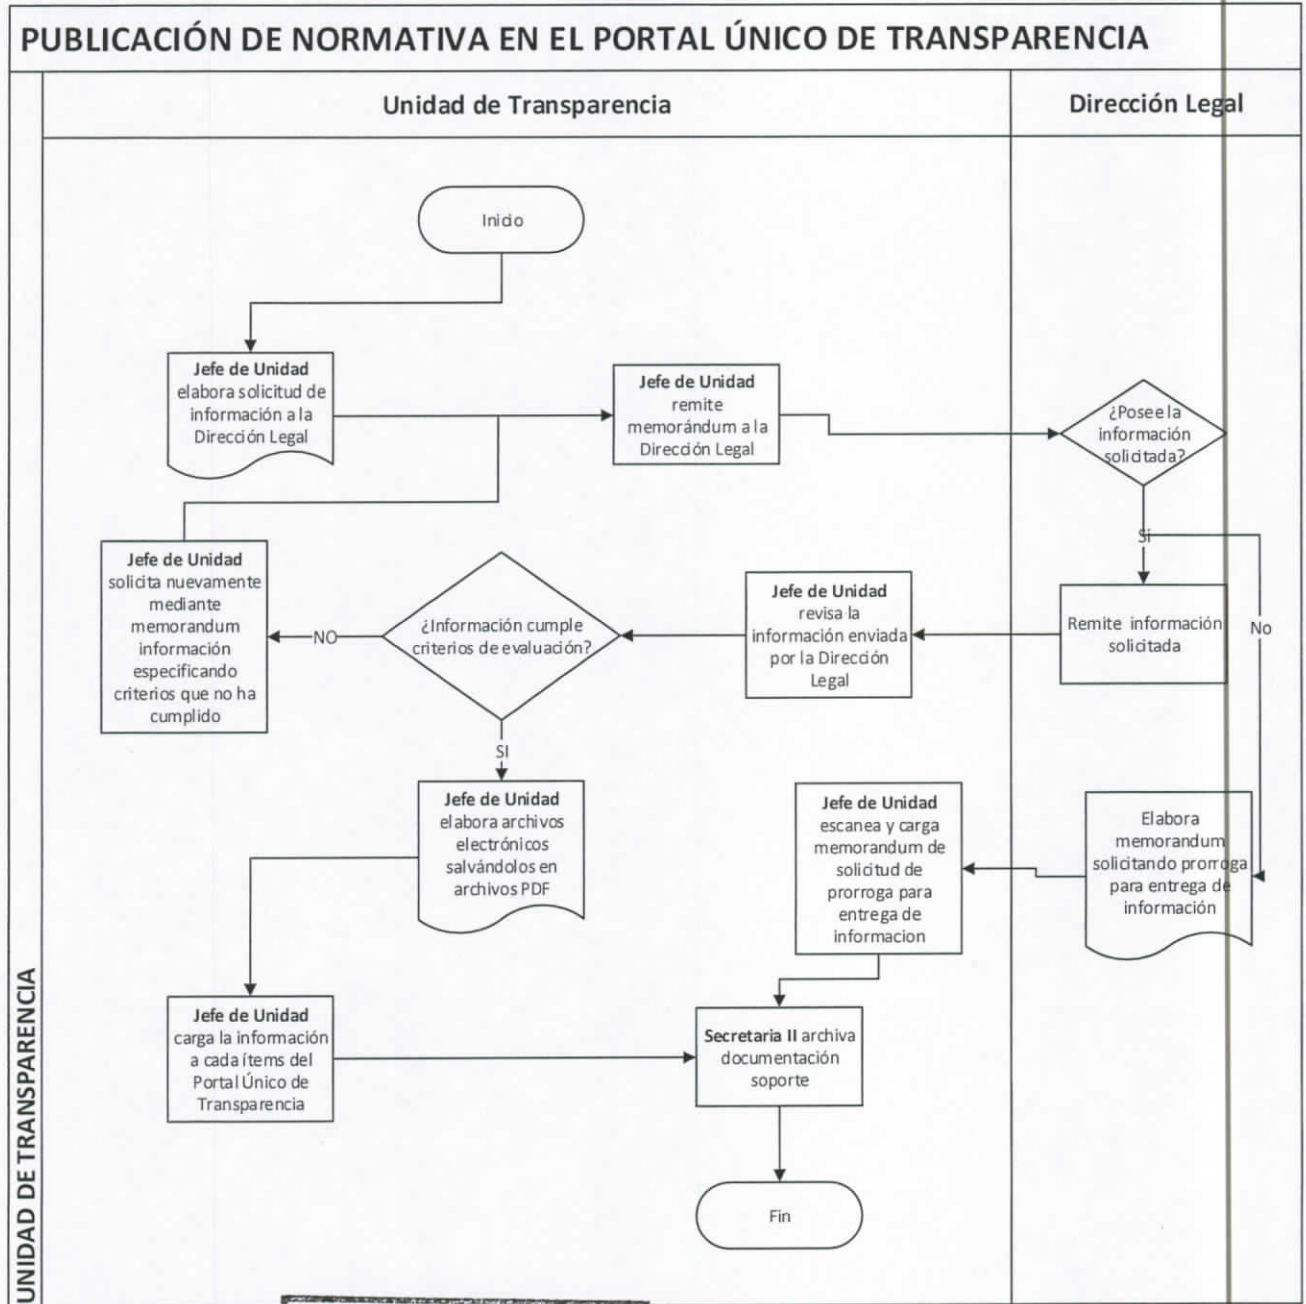 PUBLICACIÓN DE NORMATIVA EN EL PORTAL ÚNICO DE TRANSPARENCIA
Unidad de Transparencia
Dirección Legal
Inicio
Jefe de Unidad
elabora solicitud de
información a la
Dirección Legal
Jefe de Unidad
remite
memorándum a la
Dirección Legal
¿Posee la
información
solicitada?
Si
No
Remite información
solicitada
Jefe de Unidad
revisa la
información enviada
por la Dirección
Legal
¿Información cumple
criterios de evaluación?
NO
Jefe de Unidad
solicita nuevamente
mediante
memorandum
información
especificando
criterios que no ha
cumplido
SI
Jefe de Unidad
elabora archivos
electrónicos
salvándolos en
archivos PDF
Jefe de Unidad
escanea y carga
memorandum de
solicitud de
prorroga para
entrega de
informacion
Elabora
memorandum
solicitando prorroga
para entrega de
información
Jefe de Unidad
carga la información
a cada ítems del
Portal Único de
Transparencia
Secretaria II archiva
documentación
soporte
Fin
UNIDAD DE TRANSPARENCIA